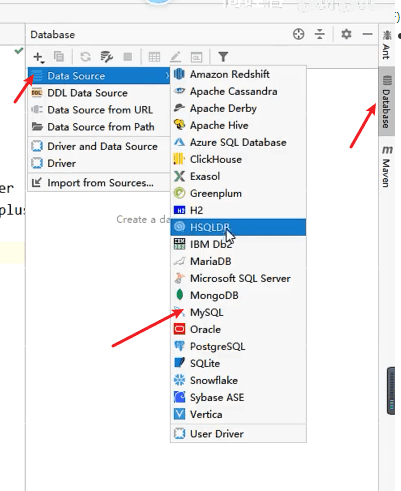 Database
Data Source
DDL Data Source
Data Source from URL
Data Source from Path
Driver and Data Source
Driver
Import from Sources...
Create a da
Amazon Redshift
Apache Cassandra
Apache Derby
Apache Hive
Azure SQL Database
ClickHouse
Exasol
Greenplum
H2
HSQLDB
IBM Db2
MariaDB
Microsoft SQL Server
MongoDB
MySQL
Oracle
PostgreSQL
SQLite
Snowflake
Sybase ASE
Vertica
User Driver
er
plus
Ant
Database
Maven